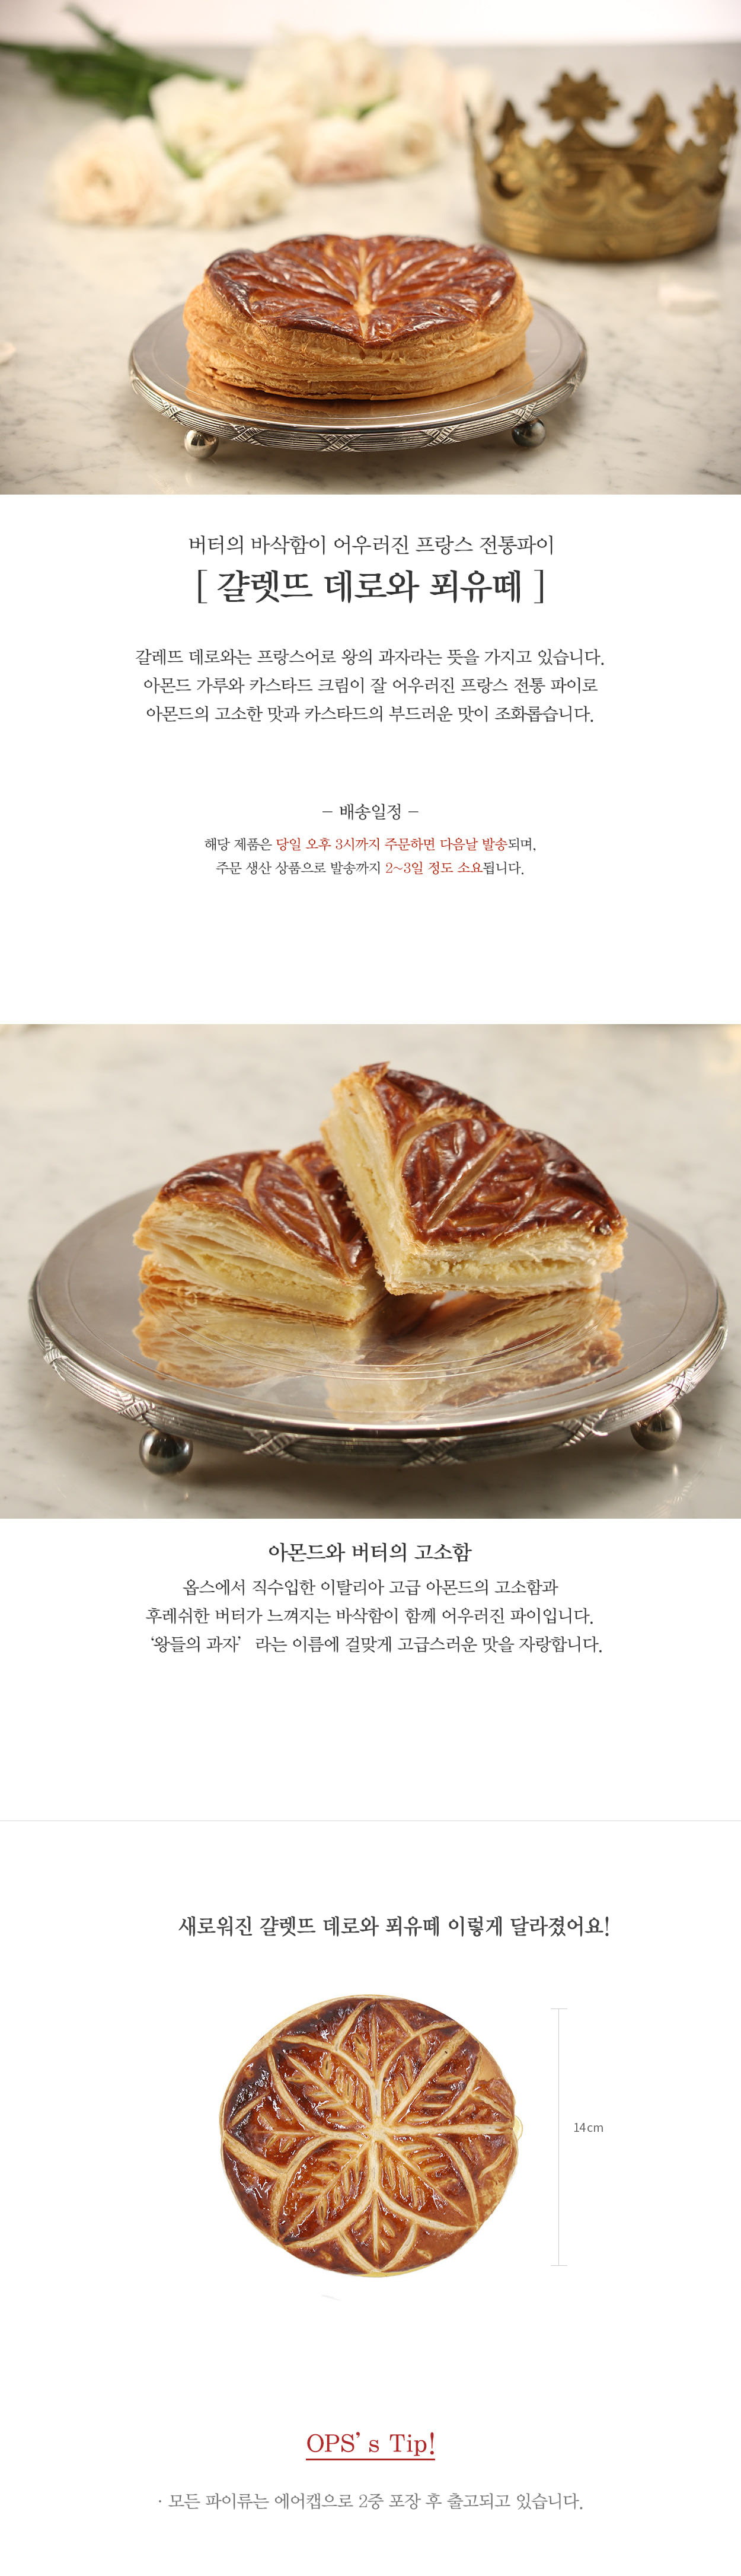 버터의 바삭함이 어우러진 프랑스 전통파이
[ 갈렛뜨 데로와 푀유떼 ]
갈레뜨 데로와는 프랑스어로 왕의 과자라는 뜻을 가지고 있습니다.
아몬드 가루와 카스타드 크림이 잘 어우러진 프랑스 전통 파이로
아몬드의 고소한 맛과 카스타드의 부드러운 맛이 조화롭습니다.
– 배송일정 –
해당 제품은 당일 오후 3시까지 주문하면 다음날 발송되며,
주문 생산 상품으로 발송까지 2~3일 정도 소요됩니다.
아몬드와 버터의 고소함
옵스에서 직수입한 이탈리아 고급 아몬드의 고소함과
후레쉬한 버터가 느껴지는 바삭함이 함께 어우러진 파이입니다.
‘왕들의 과자’ 라는 이름에 걸맞게 고급스러운 맛을 자랑합니다.
새로워진 갈렛뜨 데로와 푀유떼 이렇게 달라졌어요!
14cm
OPS’s Tip!
· 모든 파이류는 에어캡으로 2중 포장 후 출고되고 있습니다.